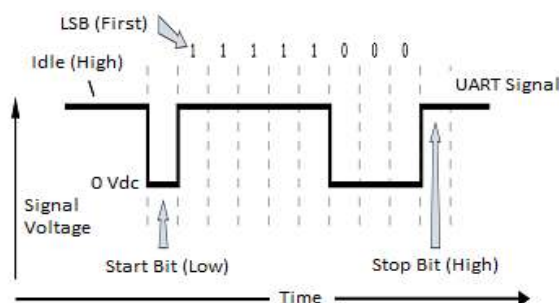 LSB (First)
1 1 1 1 1 0 0 0
Idle (High)
UART Signal
0 Vdc
Signal
Voltage
Start Bit (Low)
Stop Bit (High)
Time